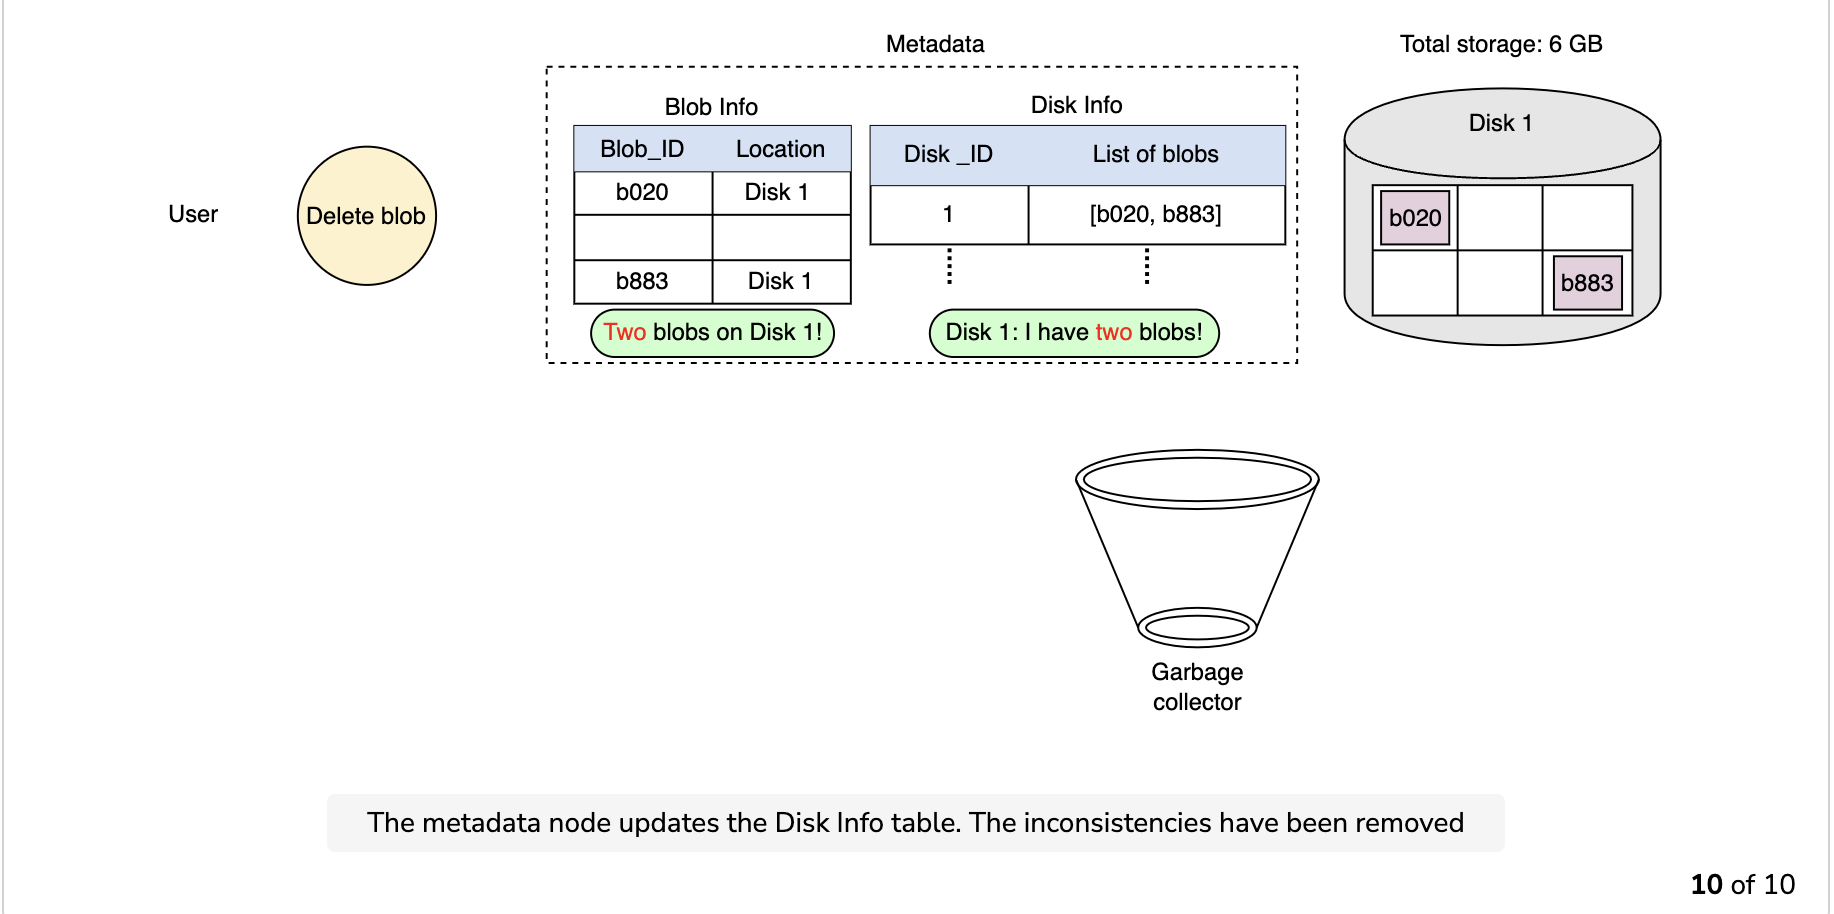 Metadata
Total storage: 6 GB
Blob Info
Disk Info
Disk 1
Blob_ID
Location
Disk _ID
List of blobs
b020
Disk 1
1
[b020, b883]
b883
Disk 1
User
Delete blob
b020
b883
Two blobs on Disk 1!
Disk 1: I have two blobs!
Garbage
collector
The metadata node updates the Disk Info table. The inconsistencies have been removed
10 of 10